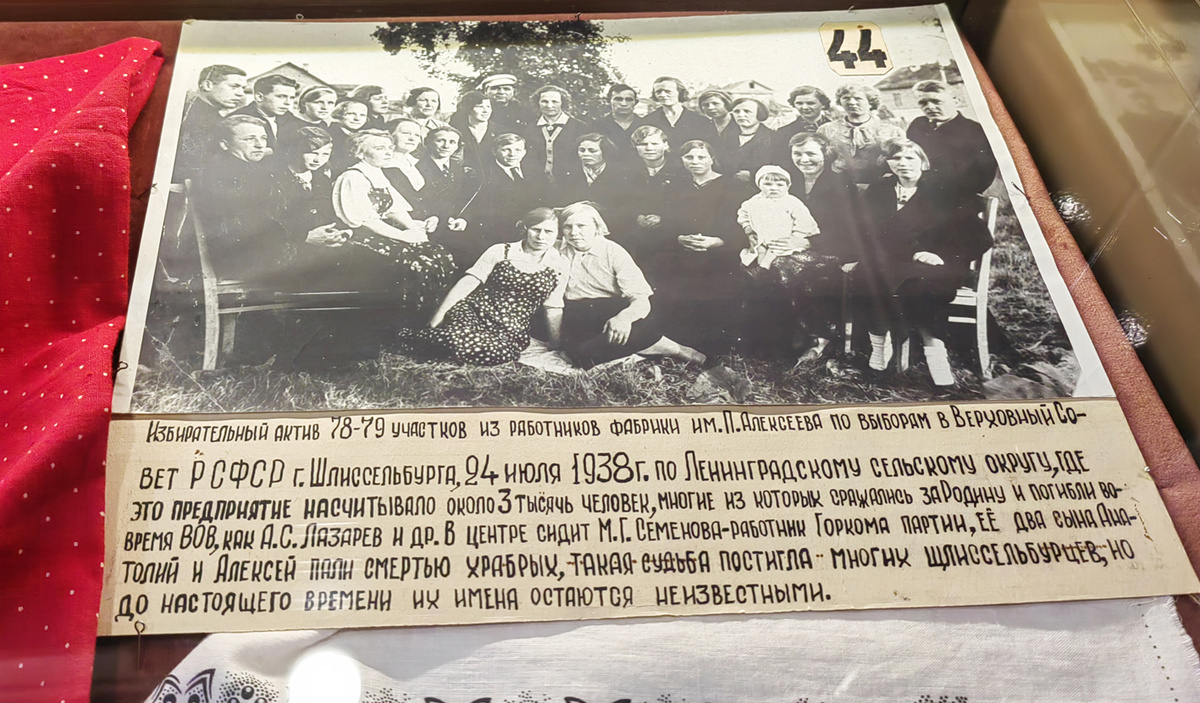 44
Избирательный актив 78-79 участков из работников фабрики им. П. Алексеева по выборам в Верховный Со-
вет РСФСР г. Шлиссельбурга, 24 июля 1938г. по Ленинградскому сельскому округу, где
это предприятие насчитывало около 3 тысячь человек, многие из которых сражались за Родину и погибли во-
время ВОВ, как А.С. Лазарев и др. В центре сидит М.Г. Семенова-работник Горкома партии, её два сына Ана-
толий и Алексей пали смертью храбрых, такая судьба постигла многих щлиссельбурцев, но
до настоящего времени их имена остаются неизвестными.